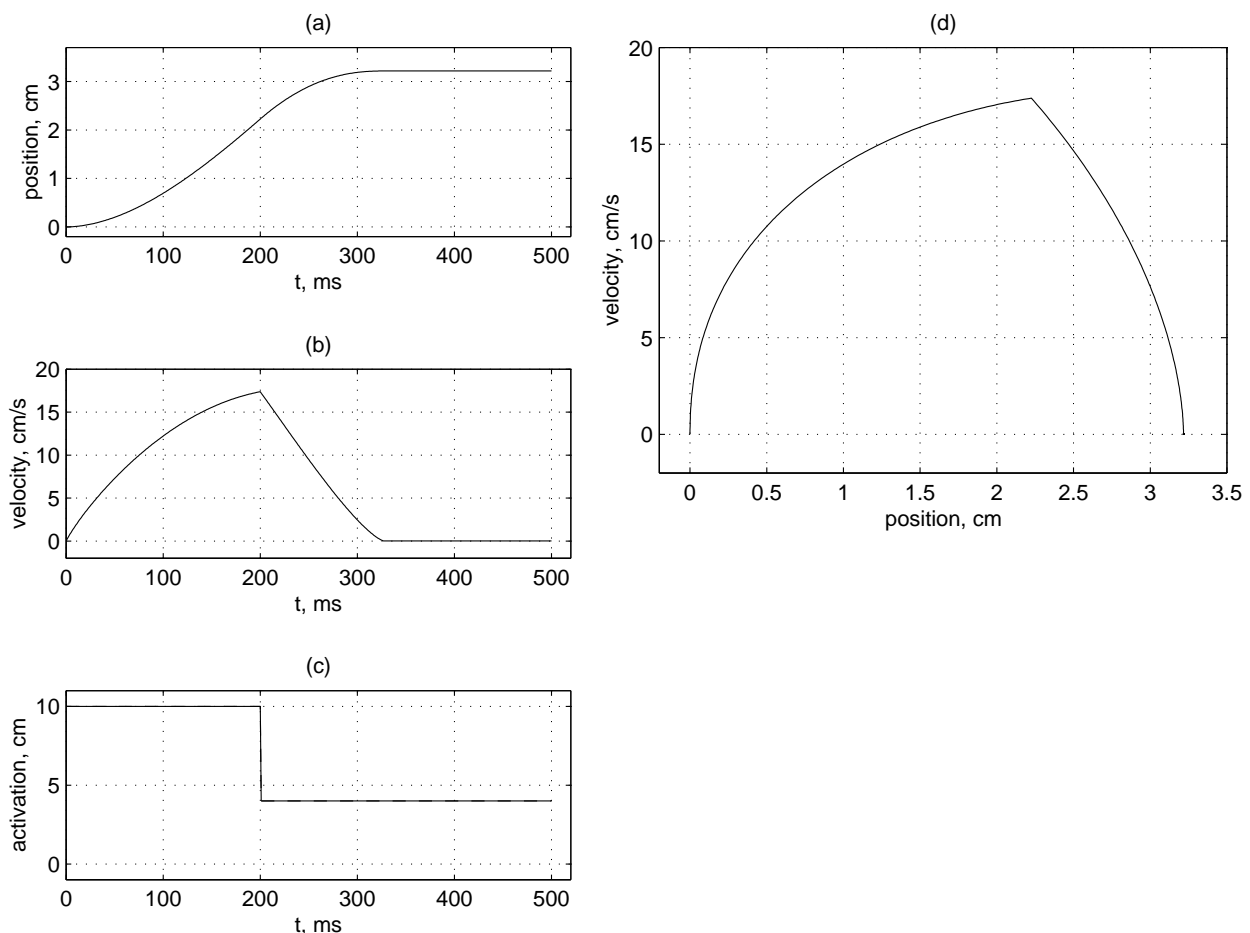 (a)
position, cm
3
2
1
0
0 100 200 300 400 500
t, ms
(b)
velocity, cm/s
20
15
10
5
0
0 100 200 300 400 500
t, ms
(c)
activation, cm
10
5
0
0 100 200 300 400 500
t, ms
(d)
velocity, cm/s
20
15
10
5
0
0 0.5 1 1.5 2 2.5 3 3.5
position, cm